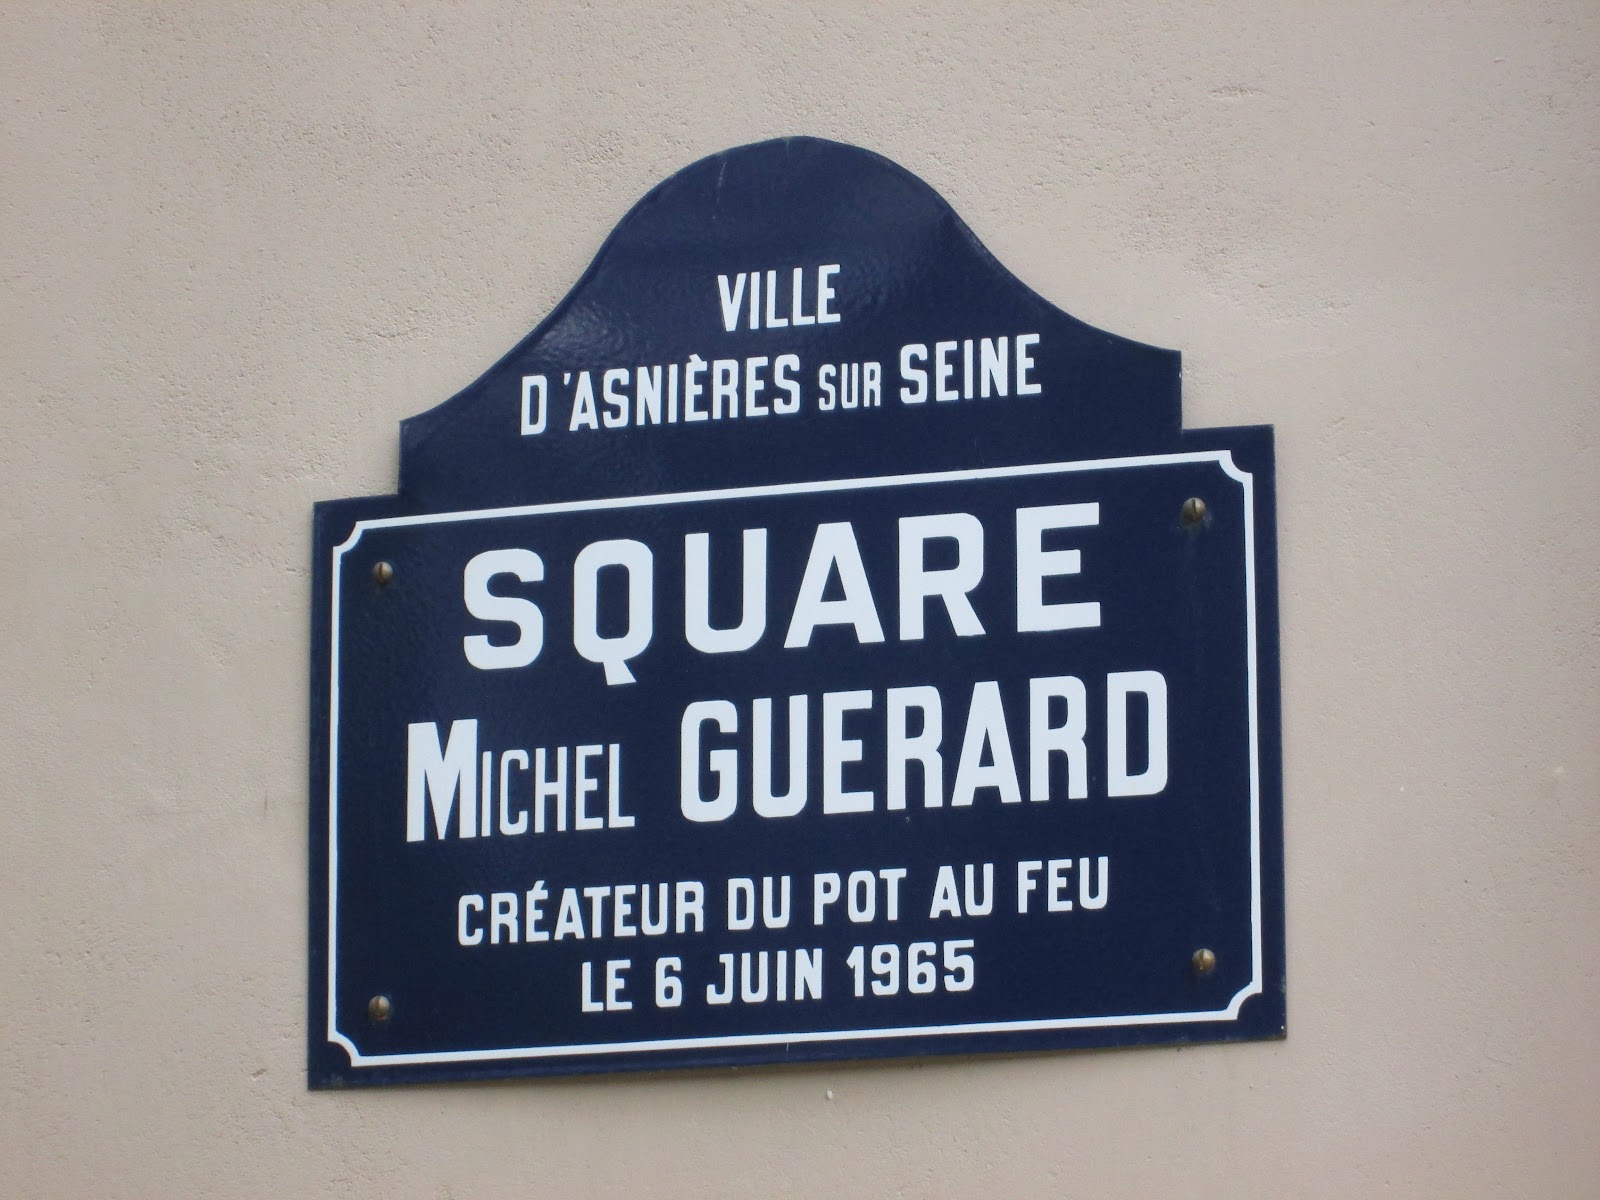 VILLE
D'ASNIÈRES SUR SEINE
SQUARE
MICHEL GUERARD
CRÉATEUR DU POT AU FEU
LE 6 JUIN 1965